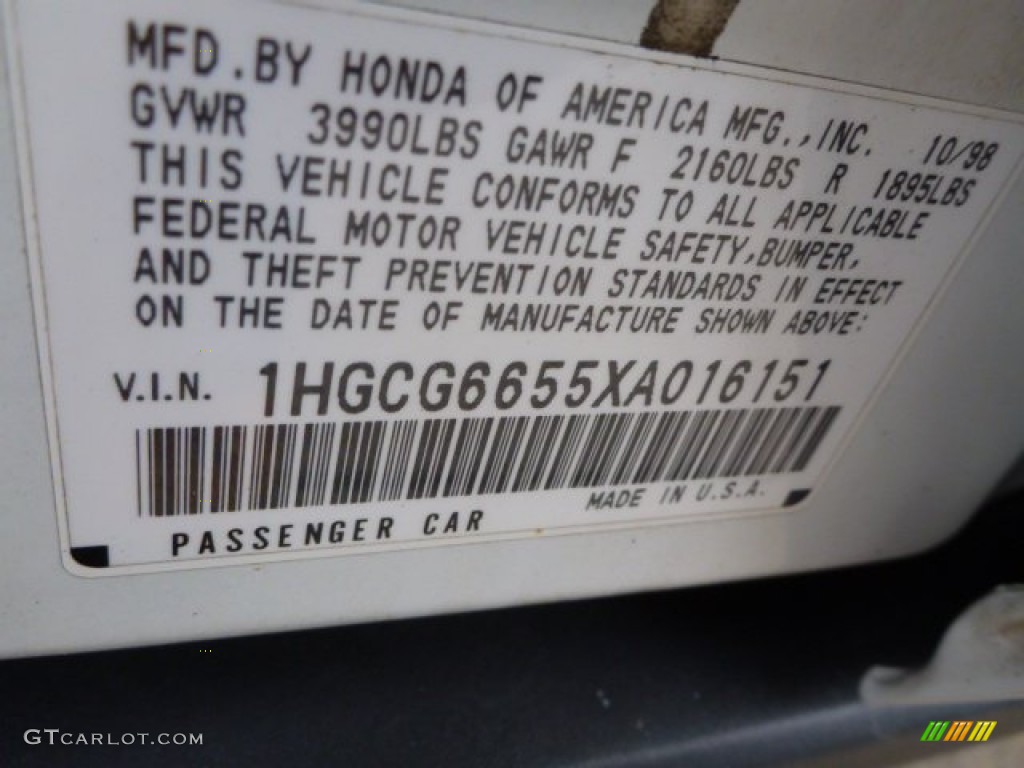 MFD.BY HONDA OF AMERICA MFG.,INC. 10/98
GVWR 3990LBS GAWR F 2160LBS R 1895LBS
THIS VEHICLE CONFORMS TO ALL APPLICABLE
FEDERAL MOTOR VEHICLE SAFETY,BUMPER,
AND THEFT PREVENTION STANDARDS IN EFFECT
ON THE DATE OF MANUFACTURE SHOWN ABOVE:
V.I.N. 1HGCG6655XA016151
MADE IN U.S.A.
PASSENGER CAR
GTCARLOT.COM